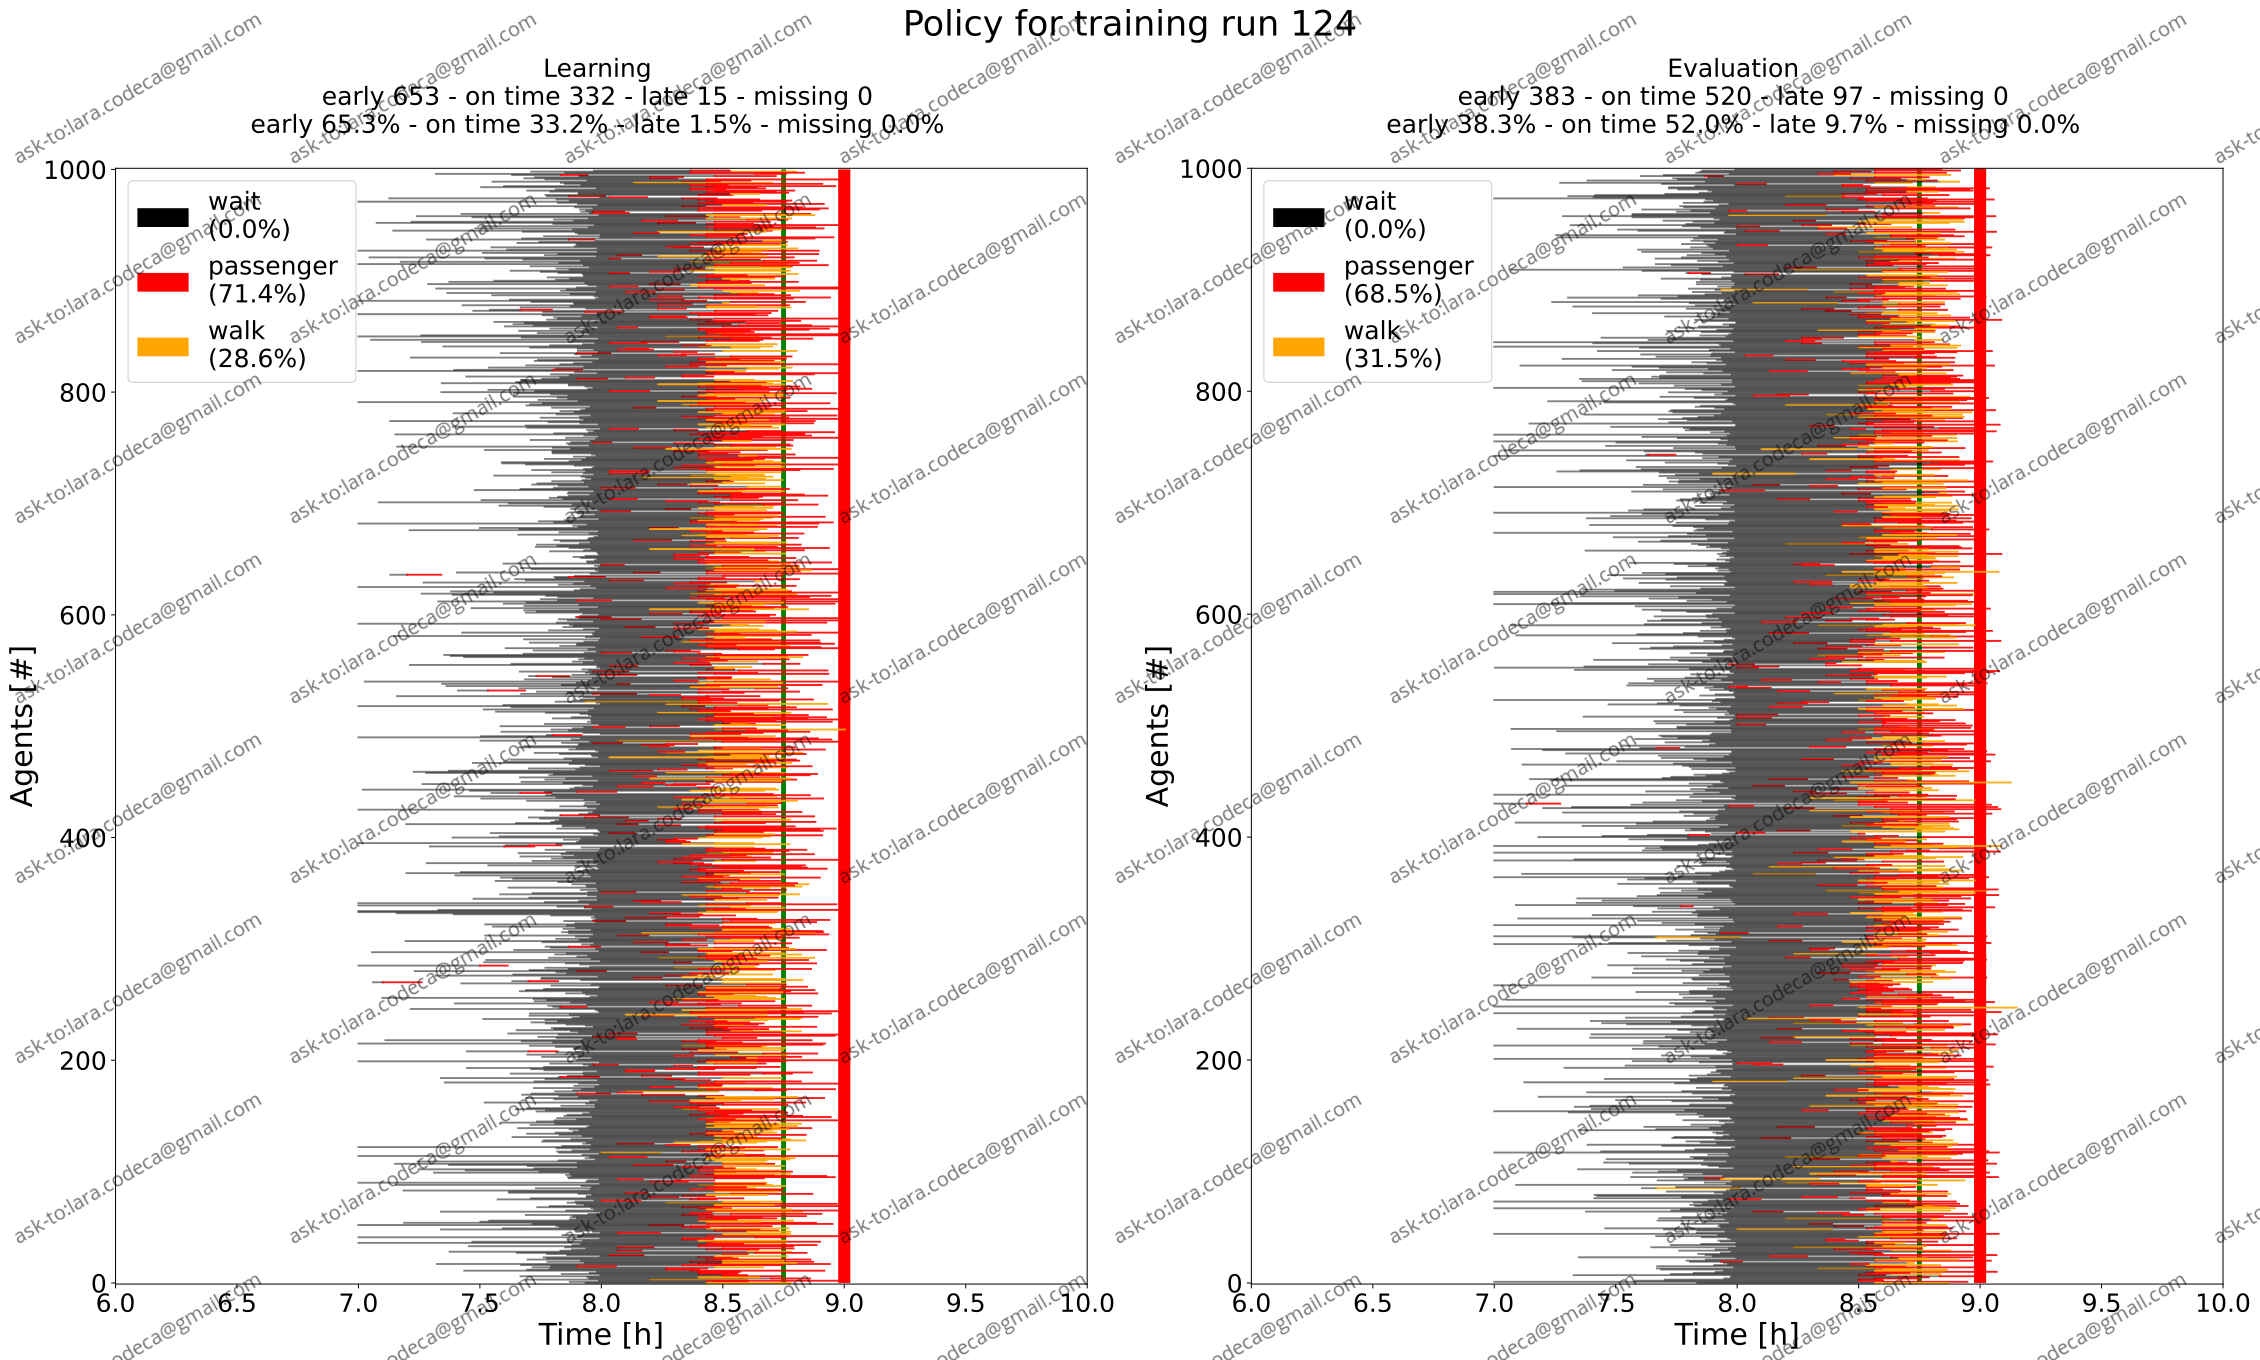 Policy for training run 124
Learning
early 653 - on time 332 - late 15 - missing 0
early 65.3% - on time 33.2% - late 1.5% - missing 0.0%
wait
(0.0%)
passenger
(71.4%)
walk
(28.6%)
Agents [#]
1000
800
600
400
200
0
6.0 6.5 7.0 7.5 8.0 8.5 9.0 9.5 10.0
Time [h]
Evaluation
early 383 - on time 520 - late 97 - missing 0
early 38.3% - on time 52.0% - late 9.7% - missing 0.0%
wait
(0.0%)
passenger
(68.5%)
walk
(31.5%)
Agents [#]
1000
800
600
400
200
0
6.0 6.5 7.0 7.5 8.0 8.5 9.0 9.5 10.0
Time [h]
ask-to:lara.codeca@gmail.com